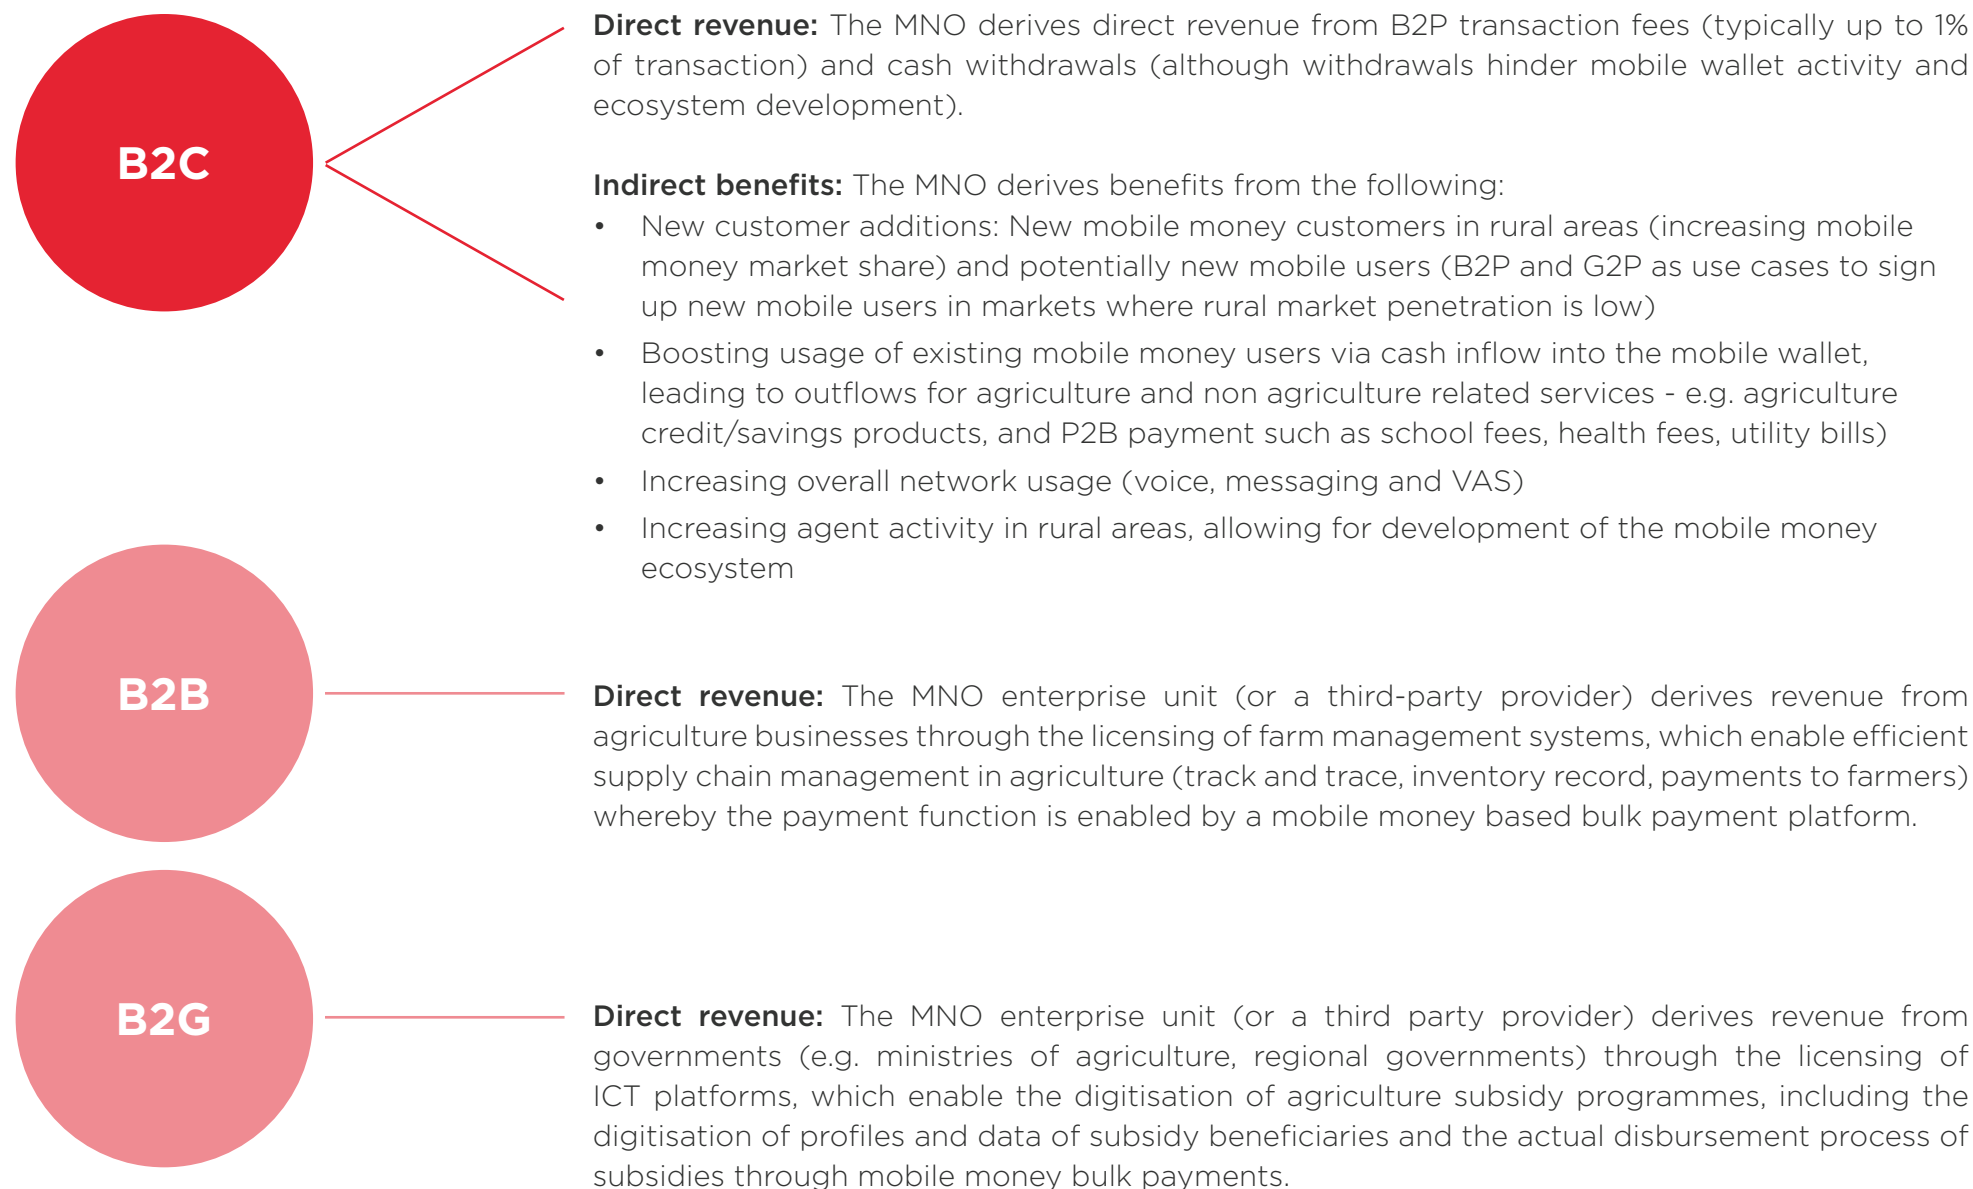 B2C
Direct revenue: The MNO derives direct revenue from B2P transaction fees (typically up to 1%
of transaction) and cash withdrawals (although withdrawals hinder mobile wallet activity and
ecosystem development).
Indirect benefits: The MNO derives benefits from the following:
• New customer additions: New mobile money customers in rural areas (increasing mobile
money market share) and potentially new mobile users (B2P and G2P as use cases to sign
up new mobile users in markets where rural market penetration is low)
• Boosting usage of existing mobile money users via cash inflow into the mobile wallet,
leading to outflows for agriculture and non agriculture related services - e.g. agriculture
credit/savings products, and P2B payment such as school fees, health fees, utility bills)
• Increasing overall network usage (voice, messaging and VAS)
• Increasing agent activity in rural areas, allowing for development of the mobile money
ecosystem
B2B
Direct revenue: The MNO enterprise unit (or a third-party provider) derives revenue from
agriculture businesses through the licensing of farm management systems, which enable efficient
supply chain management in agriculture (track and trace, inventory record, payments to farmers)
whereby the payment function is enabled by a mobile money based bulk payment platform.
B2G
Direct revenue: The MNO enterprise unit (or a third party provider) derives revenue from
governments (e.g. ministries of agriculture, regional governments) through the licensing of
ICT platforms, which enable the digitisation of agriculture subsidy programmes, including the
digitisation of profiles and data of subsidy beneficiaries and the actual disbursement process of
subsidies through mobile money bulk payments.